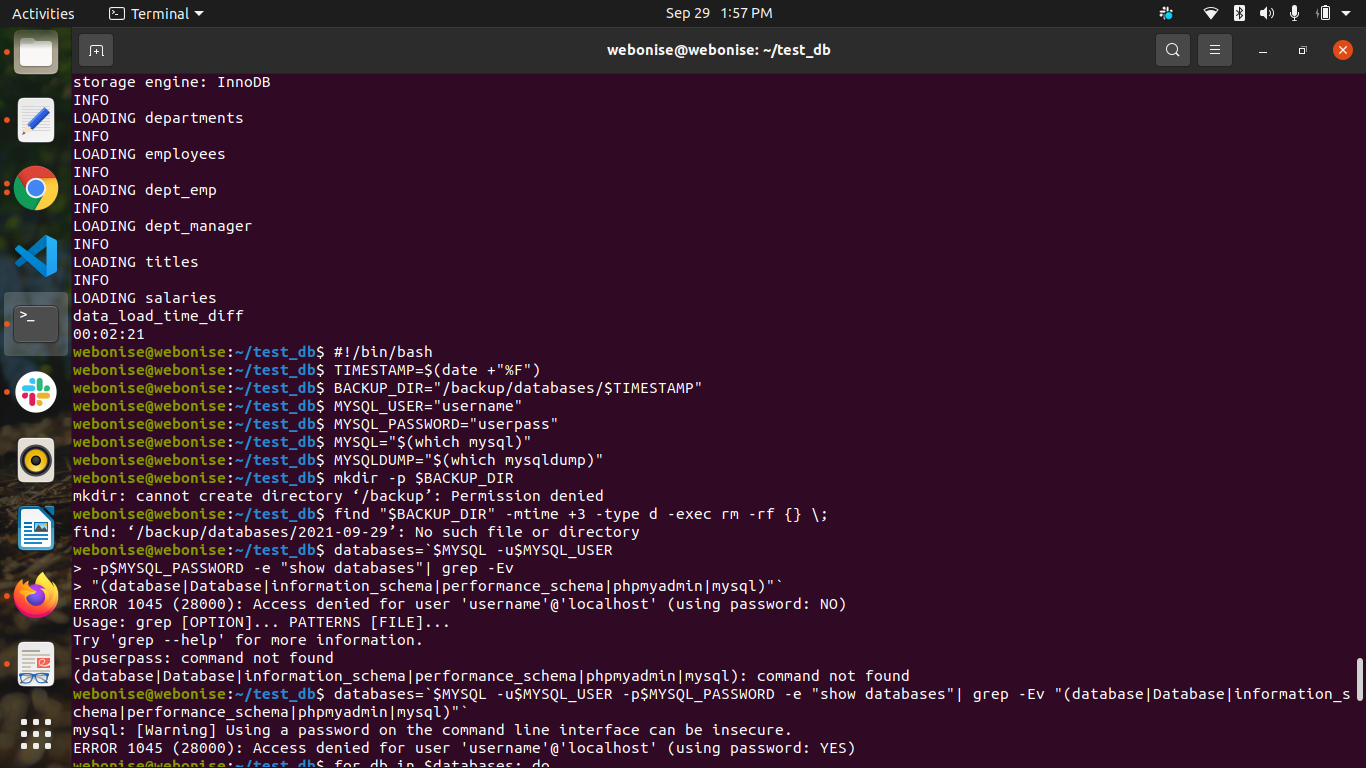 Activities
Terminal
Sep 29 1:57 PM
webonise@webonise: ~/test_db
storage engine: InnoDB
INFO
LOADING departments
INFO
LOADING employees
INFO
LOADING dept_emp
INFO
LOADING dept_manager
INFO
LOADING titles
INFO
LOADING salaries
data_load_time_diff
00:02:21
webonise@webonise:~/test_db$ #!/bin/bash
webonise@webonise:~/test_db$ TIMESTAMP=$(date +"%F")
webonise@webonise:~/test_db$ BACKUP_DIR="/backup/databases/$TIMESTAMP"
webonise@webonise:~/test_db$ MYSQL_USER="username"
webonise@webonise:~/test_db$ MYSQL_PASSWORD="userpass"
webonise@webonise:~/test_db$ MYSQL="$(which mysql)"
webonise@webonise:~/test_db$ MYSQLDUMP="$(which mysqldump)"
webonise@webonise:~/test_db$ mkdir -p $BACKUP_DIR
mkdir: cannot create directory ‘/backup’: Permission denied
webonise@webonise:~/test_db$ find "$BACKUP_DIR" -mtime +3 -type d -exec rm -rf {} \;
find: ‘/backup/databases/2021-09-29’: No such file or directory
webonise@webonise:~/test_db$ databases=`$MYSQL -u$MYSQL_USER
> -p$MYSQL_PASSWORD -e "show databases"| grep -Ev
> "(database|Database|information_schema|performance_schema|phpmyadmin|mysql)"`
ERROR 1045 (28000): Access denied for user 'username'@'localhost' (using password: NO)
Usage: grep [OPTION]... PATTERNS [FILE]...
Try 'grep --help' for more information.
-puserpass: command not found
(database|Database|information_schema|performance_schema|phpmyadmin|mysql): command not found
webonise@webonise:~/test_db$ databases=`$MYSQL -u$MYSQL_USER -p$MYSQL_PASSWORD -e "show databases"| grep -Ev "(database|Database|information_s
chema|performance_schema|phpmyadmin|mysql)"`
mysql: [Warning] Using a password on the command line interface can be insecure.
ERROR 1045 (28000): Access denied for user 'username'@'localhost' (using password: YES)
webonise@webonise:~/test_db$ for db in $databases; do